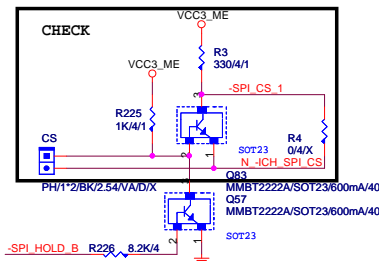 VCC3_ME
CHECK
VCC3_ME
R3
330/4/1
3
-SPI_CS_1
R225
1K/4/1
CS
SOT23
R4
0/4/X
2
1
N_-ICH_SPI_CS
PH/1*2/BK/2.54/VA/D/X
Q83
MMBT2222A/SOT23/600mA/40
3
Q57
MMBT2222A/SOT23/600mA/40
-SPI_HOLD_B
R226
8.2K/4
2
1
SOT23